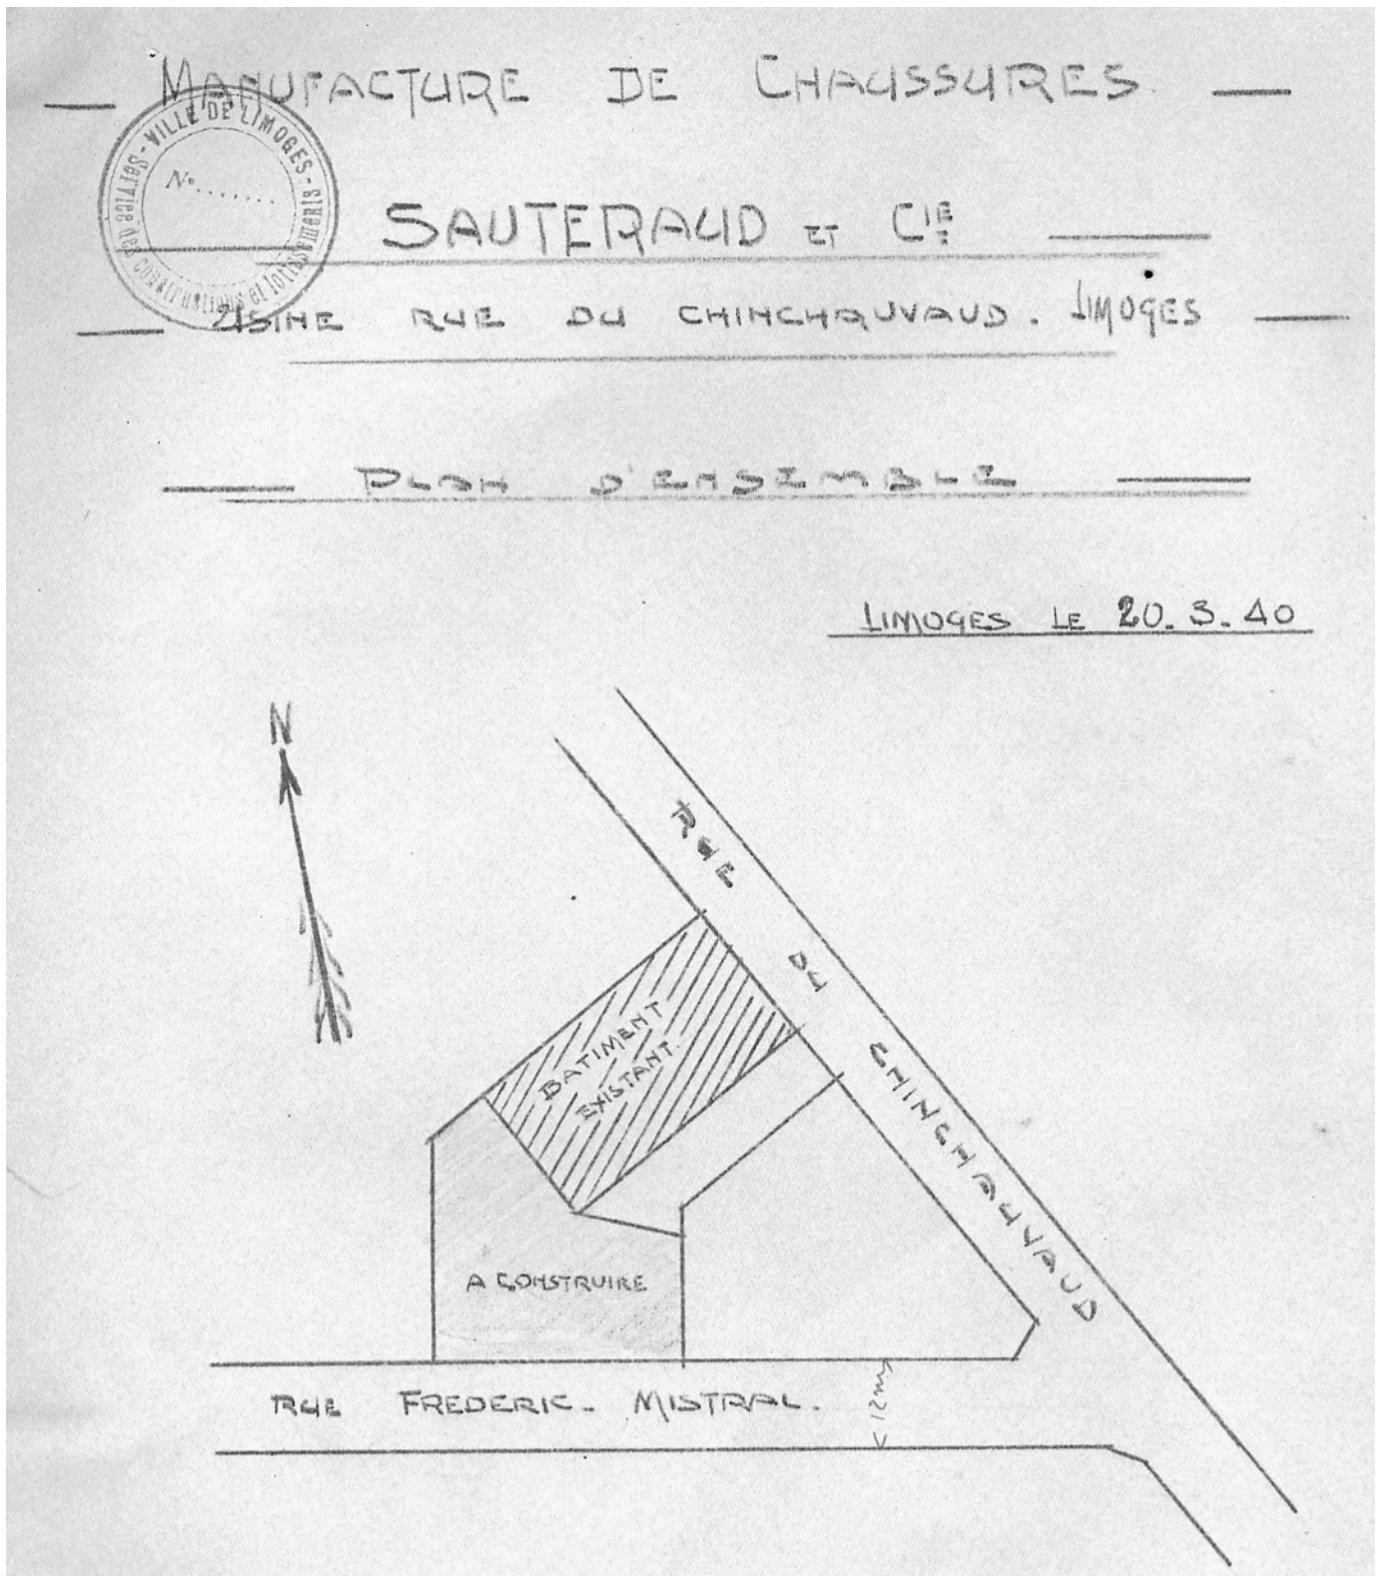 MANUFACTURE DE CHAUSSURES
VILLE DE LIMOGES - Service des constructions et lotissements -
N°........
SAUTERAUD ET CIE
USINE RUE DU CHINCHAUVAUD. LIMOGES
PLAN D'ENSEMBLE
LIMOGES LE 20.3.40
N
RUE DU CHINCHAUVAUD
BATIMENT
EXISTANT.
A CONSTRUIRE
RUE FREDERIC. MISTRAL.
12m